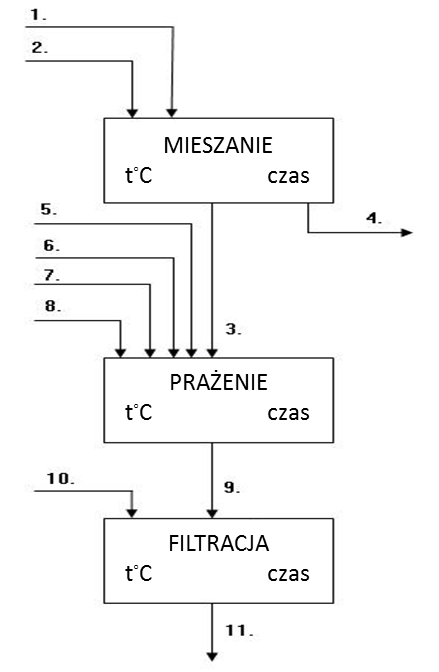 1.
2.
MIESZANIE
t°C czas
5.
4.
6.
7.
8.
3.
PRAŻENIE
t°C czas
10.
9.
FILTRACJA
t°C czas
11.